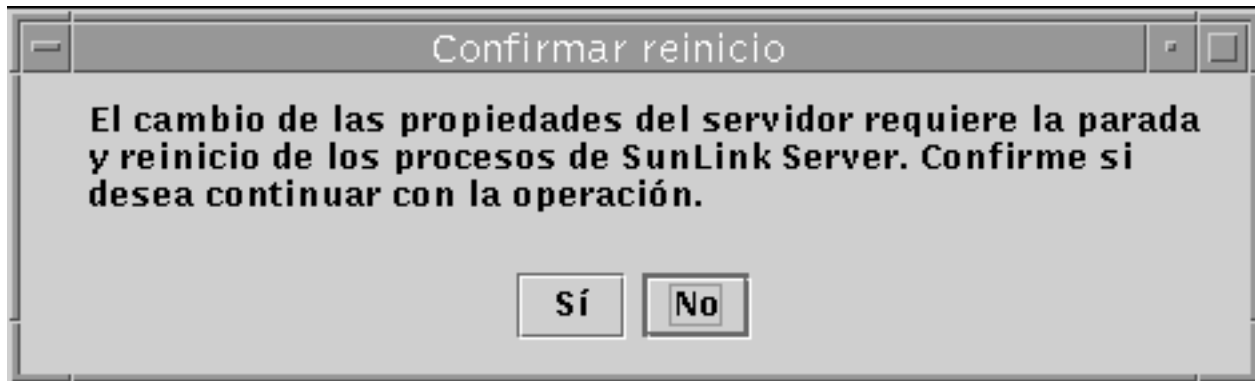 Confirmar reinicio
El cambio de las propiedades del servidor requiere la parada
y reinicio de los procesos de SunLink Server. Confirme si
desea continuar con la operación.
Sí No